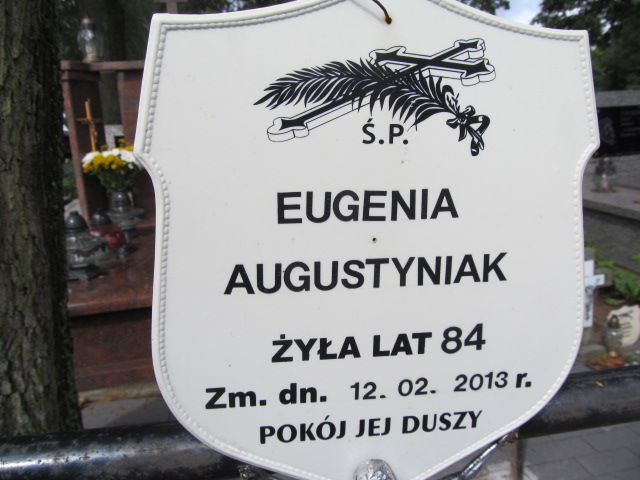 Ś.P.
EUGENIA
AUGUSTYNIAK
ŻYŁA LAT 84
Zm. dn. 12. 02. 2013 r.
POKÓJ JEJ DUSZY